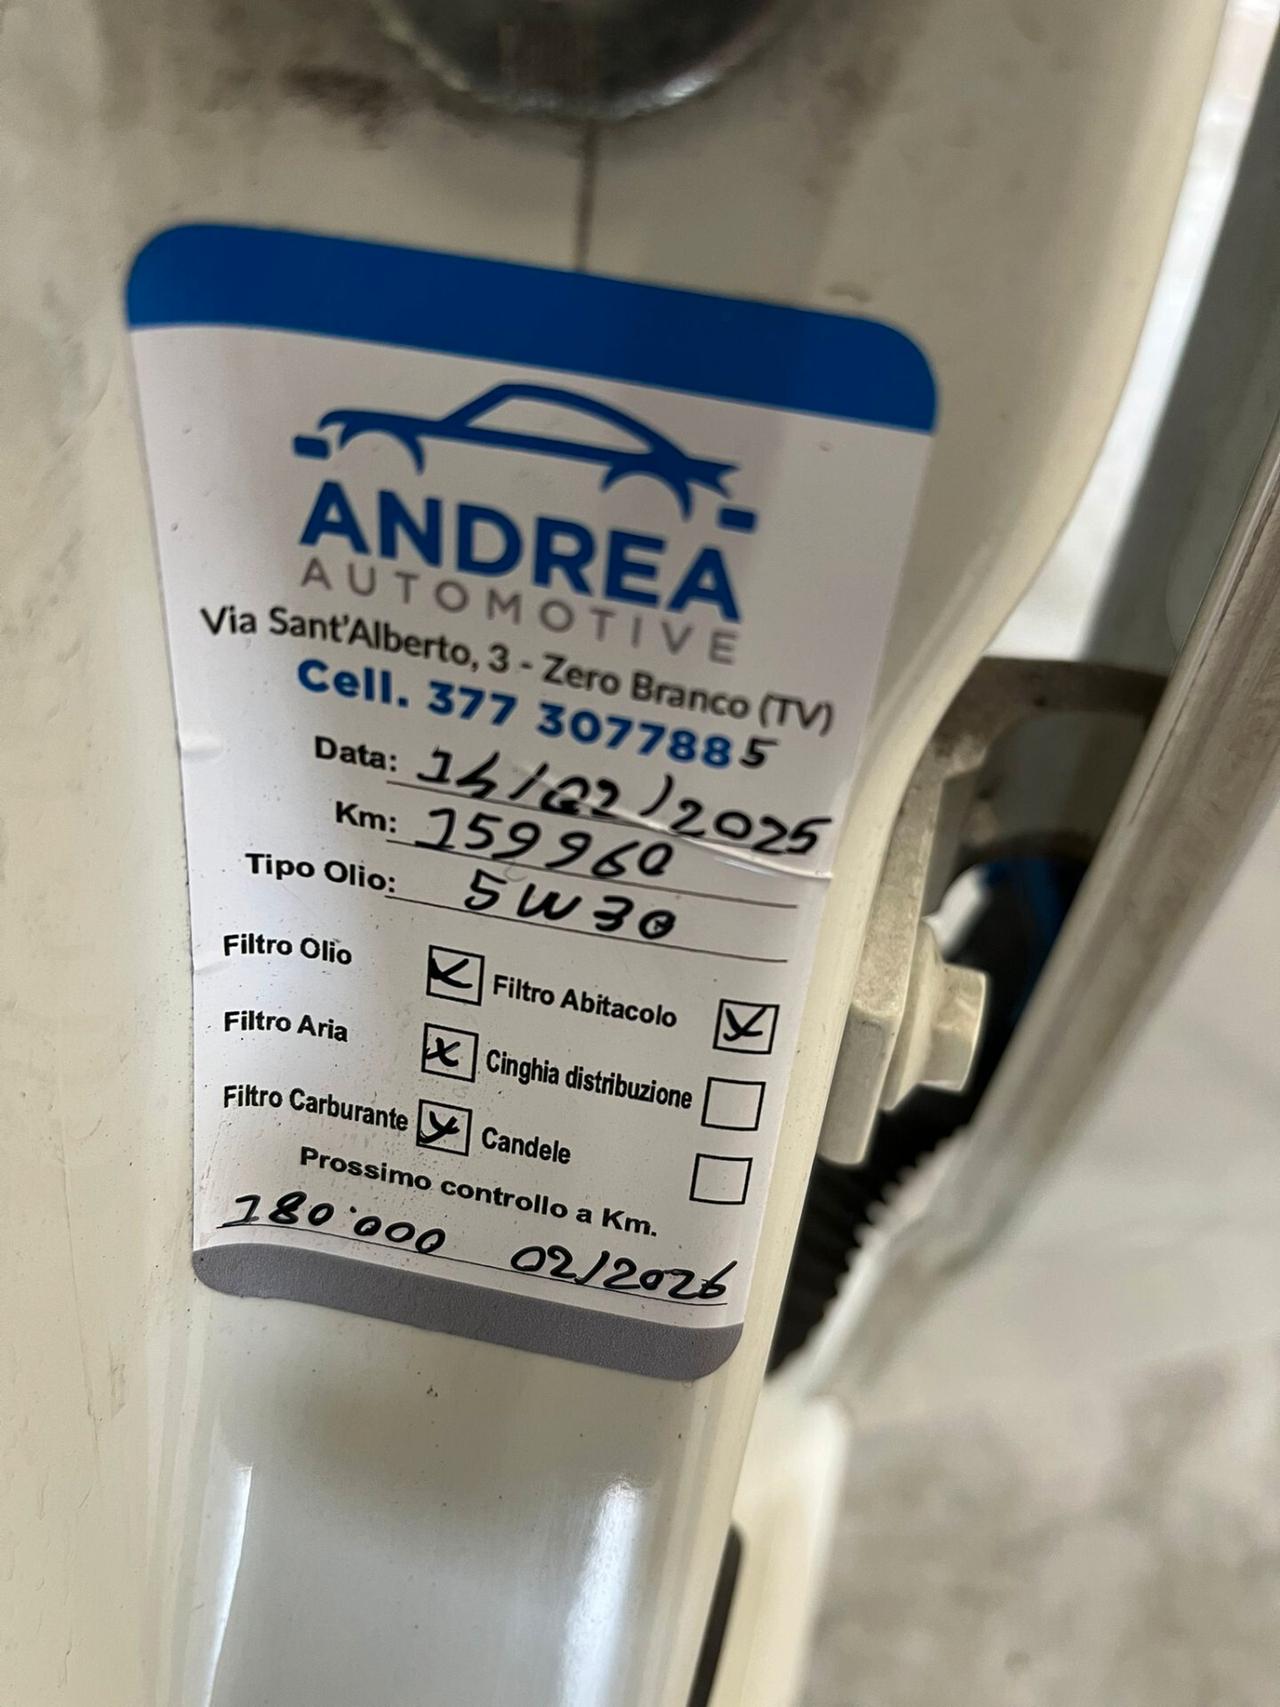 ANDREA
AUTOMOTIVE
Via Sant'Alberto, 3 - Zero Branco (TV)
Cell. 377 3077885
Data: 14/02/2025
Km: 159960
Tipo Olio: 5W30
Filtro Olio Filtro Abitacolo
Filtro Aria Cinghia distribuzione
Filtro Carburante Candele
Prossimo controllo a Km.
180'000 02/2026